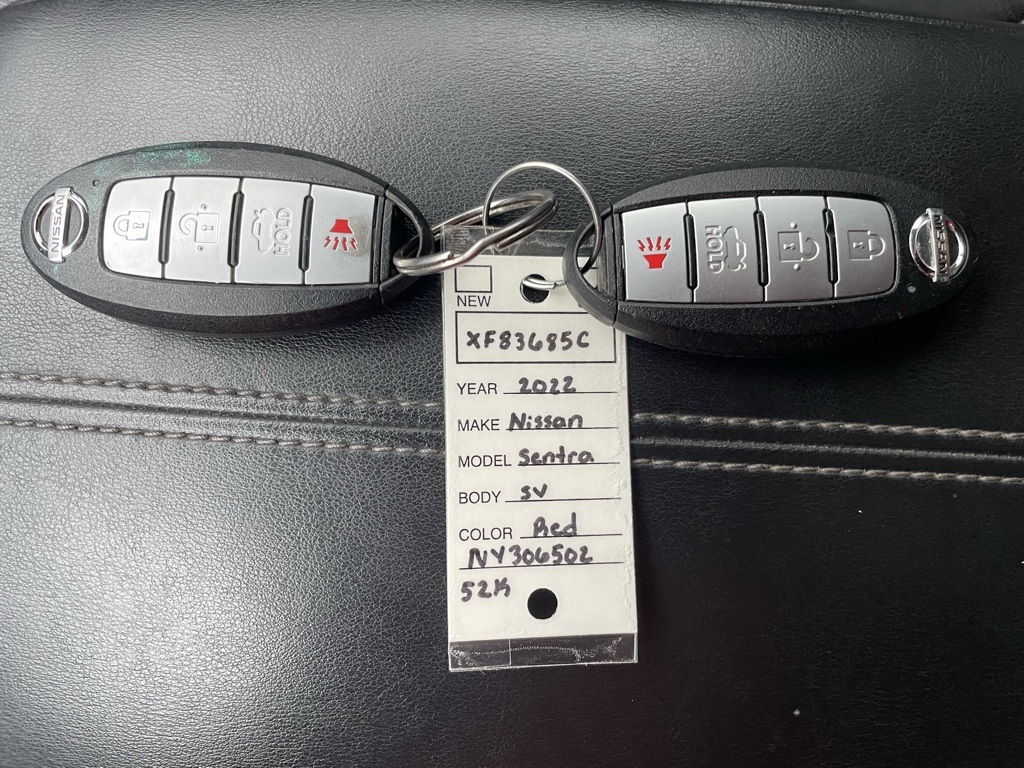 NISSAN
HOLD
HOLD
NISSAN
NEW
XF83685C
YEAR 2022
MAKE Nissan
MODEL Sentra
BODY SV
COLOR Red
NY306502
52K